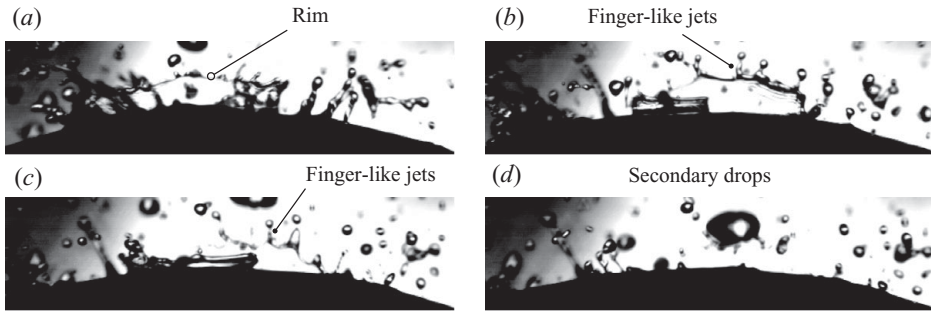 (a)
Rim
(b)
Finger-like jets
(c)
Finger-like jets
(d)
Secondary drops